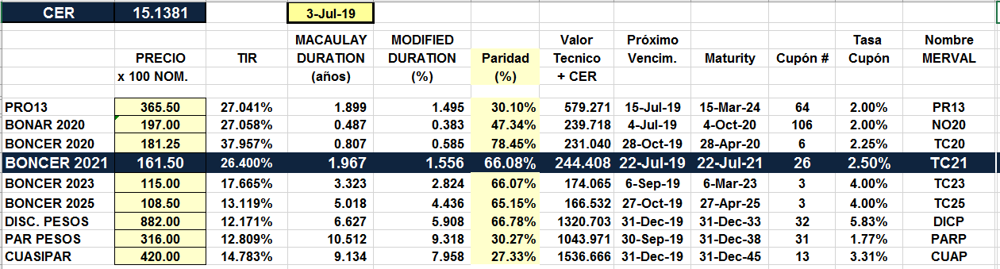 CER 15.1381 3-Jul-19
MACAULAY MODIFIED Valor Próximo Tasa Nombre
PRECIO TIR DURATION DURATION Paridad Tecnico Vencim. Maturity Cupón # Cupón MERVAL
x 100 NOM. (años) (%) (%) + CER
PRO13 365.50 27.041% 1.899 1.495 30.10% 579.271 15-Jul-19 15-Mar-24 64 2.00% PR13
BONAR 2020 197.00 27.058% 0.487 0.383 47.34% 239.718 4-Jul-19 4-Oct-20 106 2.00% NO20
BONCER 2020 181.25 37.957% 0.807 0.585 78.45% 231.040 28-Oct-19 28-Apr-20 6 2.25% TC20
BONCER 2021 161.50 26.400% 1.967 1.556 66.08% 244.408 22-Jul-19 22-Jul-21 26 2.50% TC21
BONCER 2023 115.00 17.665% 3.323 2.824 66.07% 174.065 6-Sep-19 6-Mar-23 3 4.00% TC23
BONCER 2025 108.50 13.119% 5.018 4.436 65.15% 166.532 27-Oct-19 27-Apr-25 3 4.00% TC25
DISC. PESOS 882.00 12.171% 6.627 5.908 66.78% 1320.703 31-Dec-19 31-Dec-33 32 5.83% DICP
PAR PESOS 316.00 12.809% 10.512 9.318 30.27% 1043.971 30-Sep-19 31-Dec-38 31 1.77% PARP
CUASIPAR 420.00 14.783% 9.134 7.958 27.33% 1536.666 31-Dec-19 31-Dec-45 13 3.31% CUAP